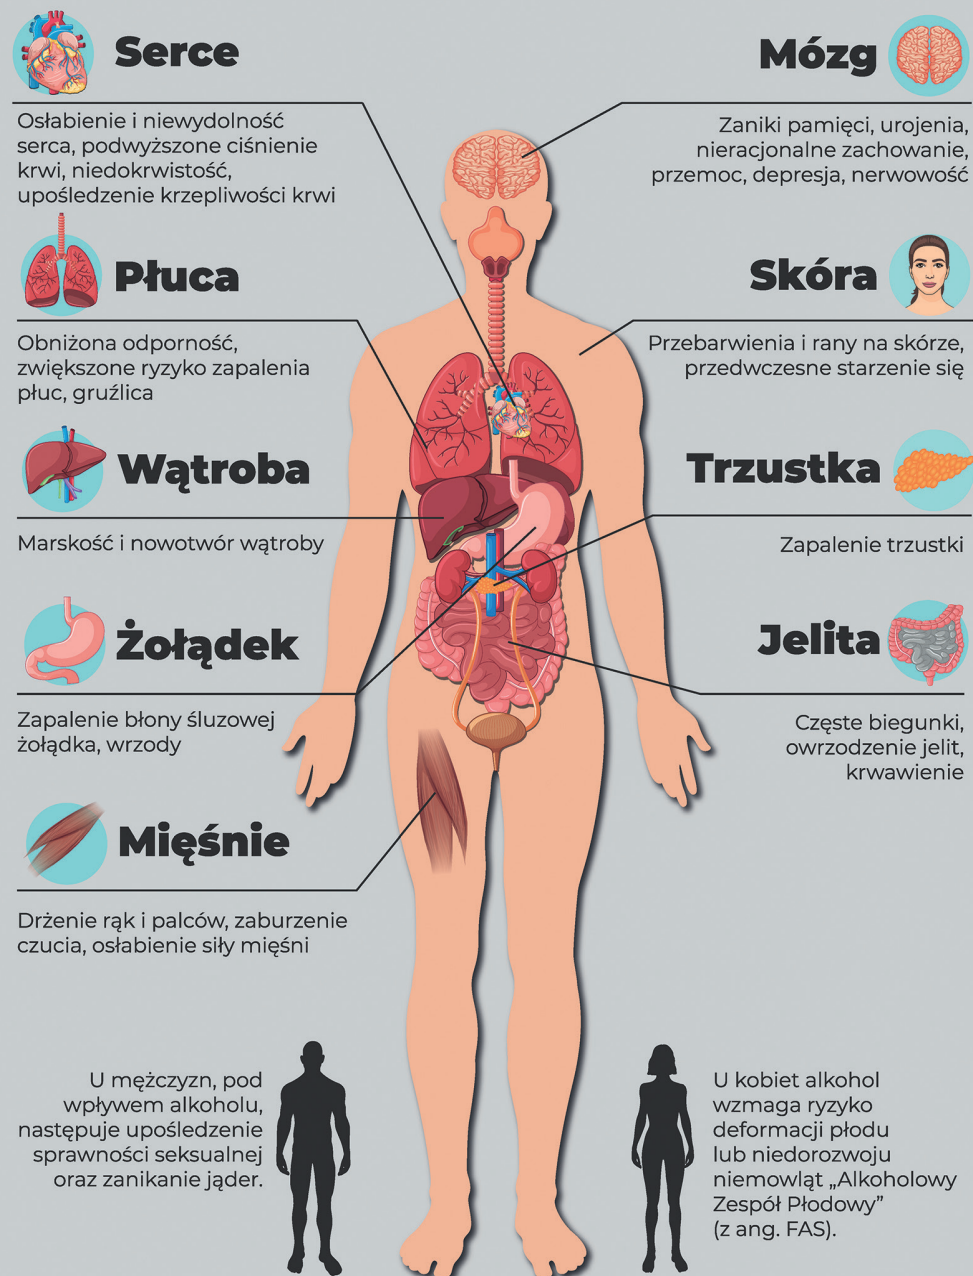 Serce
Osłabienie i niewydolność
serca, podwyższone ciśnienie
krwi, niedokrwistość,
upośledzenie krzepliwości krwi
Mózg
Zaniki pamięci, urojenia,
nieracjonalne zachowanie,
przemoc, depresja, nerwowość
Płuca
Obniżona odporność,
zwiększone ryzyko zapalenia
płuc, gruźlica
Skóra
Przebarwienia i rany na skórze,
przedwczesne starzenie się
Wątroba
Marskość i nowotwór wątroby
Trzustka
Zapalenie trzustki
Żołądek
Zapalenie błony śluzowej
żołądka, wrzody
Jelita
Częste biegunki,
owrzodzenie jelit,
krwawienie
Mięśnie
Drżenie rąk i palców, zaburzenie
czucia, osłabienie siły mięśni
U mężczyzn, pod
wpływem alkoholu,
następuje upośledzenie
sprawności seksualnej
oraz zanikanie jąder.
U kobiet alkohol
wzmaga ryzyko
deformacji płodu
lub niedorozwoju
niemowląt „Alkoholowy
Zespół Płodowy”
(z ang. FAS).